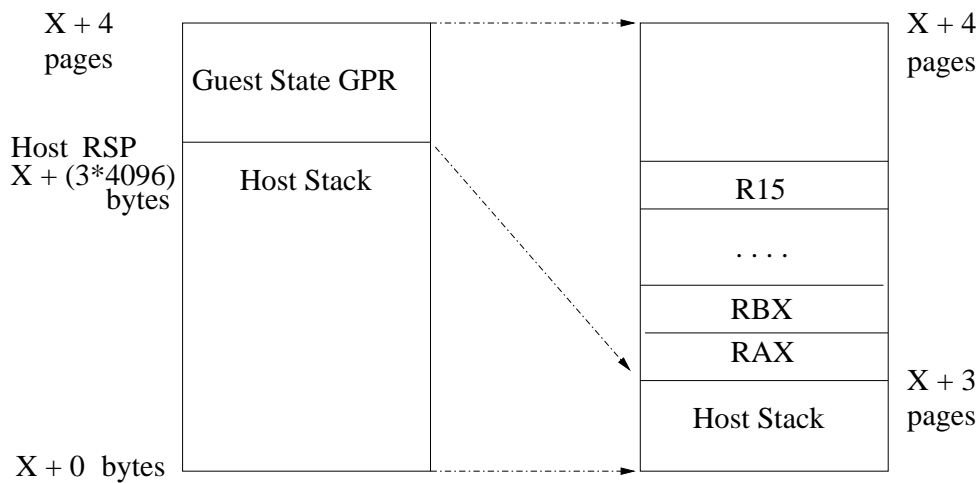 X + 4
pages
Guest State GPR
Host RSP
X + (3*4096)
bytes
Host Stack
X + 0 bytes
X + 4
pages
R15
. . . .
RBX
RAX
Host Stack
X + 3
pages